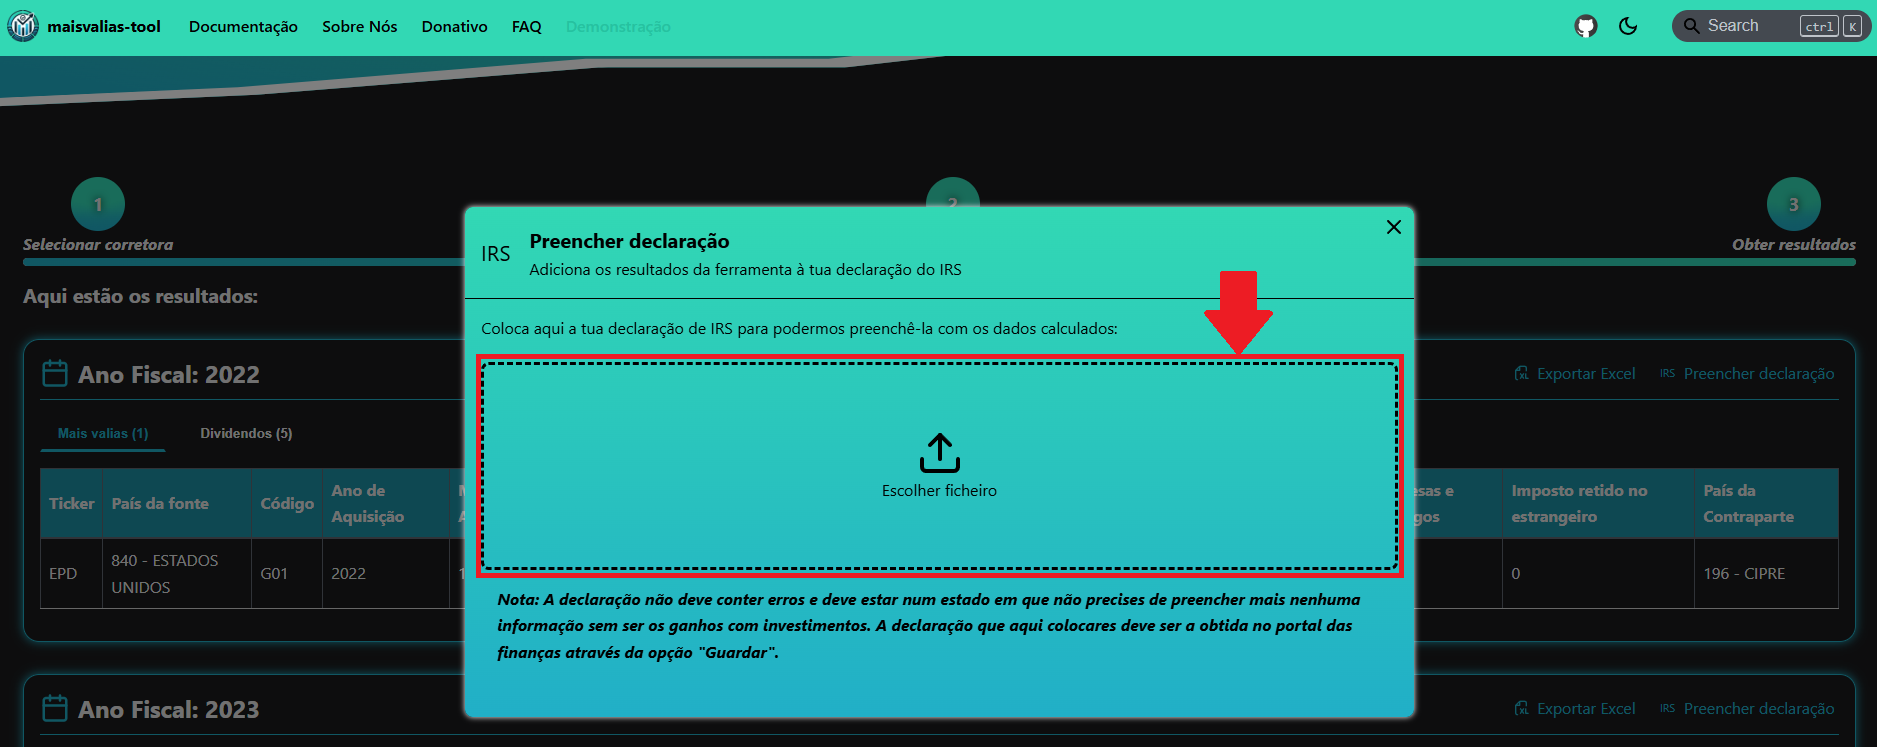 maisvalias-tool Documentação Sobre Nós Donativo FAQ Demonstração Search ctrl K
1 2 3
Selecionar corretora Obter resultados
Aqui estão os resultados:
IRS Preencher declaração
Adiciona os resultados da ferramenta à tua declaração do IRS
Coloca aqui a tua declaração de IRS para podermos preenchê-la com os dados calculados:
Escolher ficheiro
Nota: A declaração não deve conter erros e deve estar num estado em que não precises de preencher mais nenhuma
informação sem ser os ganhos com investimentos. A declaração que aqui colocares deve ser a obtida no portal das
finanças através da opção "Guardar".
Ano Fiscal: 2022 Exportar Excel IRS Preencher declaração
Mais valias (1) Dividendos (5)
Ticker País da fonte Código Ano de Imposto retido no País da
Aquisição estrangeiro Contraparte
EPD 840 - ESTADOS G01 2022 0 196 - CIPRE
UNIDOS
Ano Fiscal: 2023 Exportar Excel IRS Preencher declaração